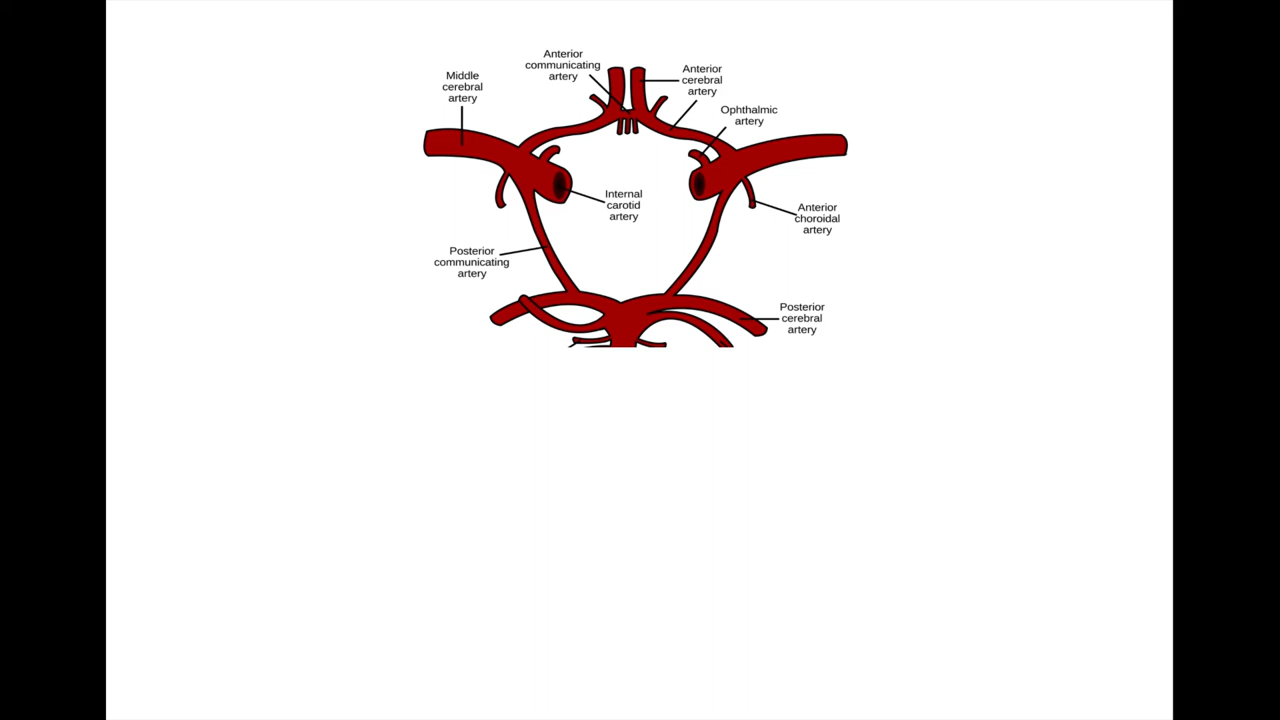 Anterior
communicating
artery
Middle
cerebral
artery
Anterior
cerebral
artery
Ophthalmic
artery
Internal
carotid
artery
Anterior
choroidal
artery
Posterior
communicating
artery
Posterior
cerebral
artery